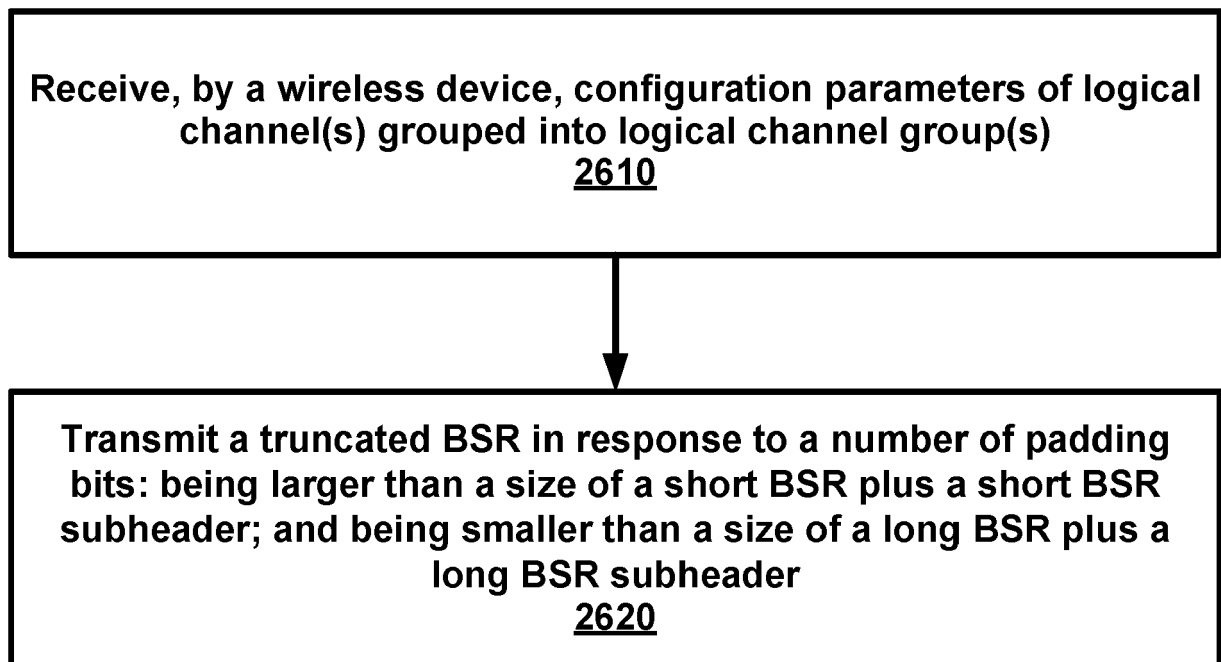 Receive, by a wireless device, configuration parameters of logical
channel(s) grouped into logical channel group(s)
2610
Transmit a truncated BSR in response to a number of padding
bits: being larger than a size of a short BSR plus a short BSR
subheader; and being smaller than a size of a long BSR plus a
long BSR subheader
2620